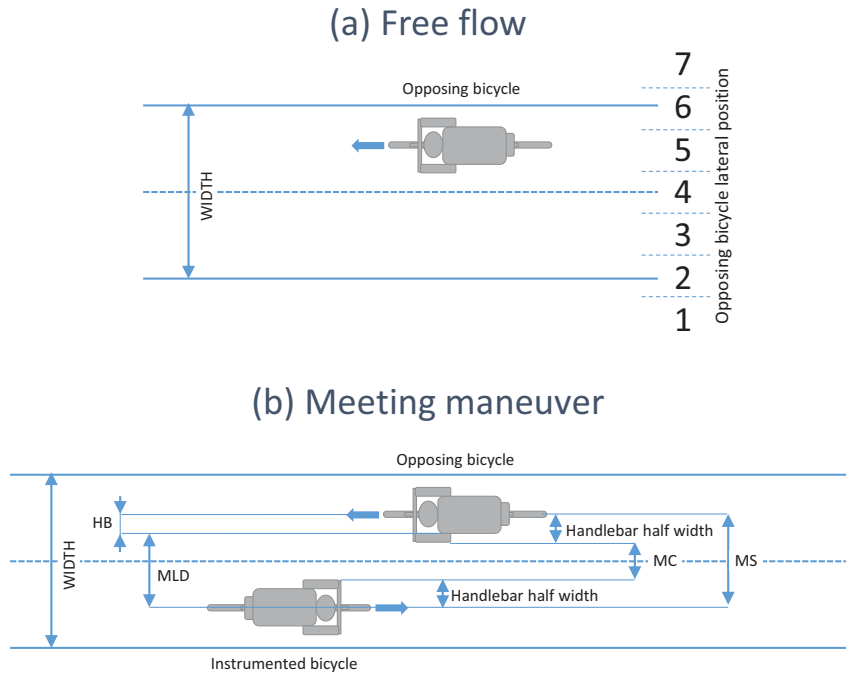 (a) Free flow
7
Opposing bicycle
6
5
WIDTH
4
3
2
1
Opposing bicycle lateral position
(b) Meeting maneuver
Opposing bicycle
HB
Handlebar half width
WIDTH
MLD
MC
MS
Handlebar half width
Instrumented bicycle